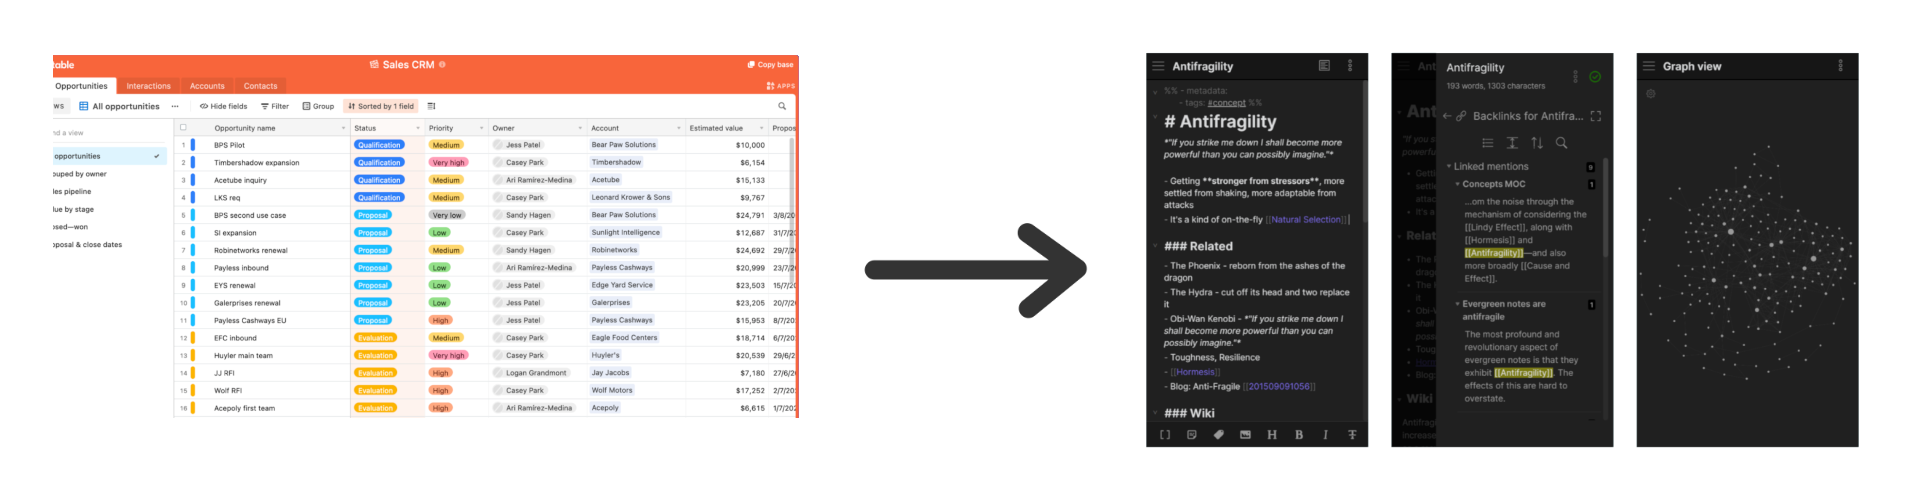 table
Sales CRM
Copy base
Opportunities Interactions Accounts Contacts
APPS
WS All opportunities ... Hide fields Filter Group Sorted by 1 field
nd a view
opportunities
ouped by owner
les pipeline
lue by stage
osed—won
oposal & close dates
Opportunity name Status Priority Owner Account Estimated value Propos
1 BPS Pilot Qualification Medium Jess Patel Bear Paw Solutions $10,000
2 Timbershadow expansion Qualification Very high Casey Park Timbershadow $6,154
3 Acetube inquiry Qualification Medium Ari Ramírez-Medina Acetube $15,133
4 LKS req Qualification Medium Casey Park Leonard Krower & Sons $9,767
5 BPS second use case Proposal Very low Sandy Hagen Bear Paw Solutions $24,791 3/8/20
6 SI expansion Proposal Low Casey Park Sunlight Intelligence $12,687 31/7/2
7 Robinetworks renewal Proposal Medium Sandy Hagen Robinetworks $24,692 29/7/2
8 Payless inbound Proposal Low Ari Ramírez-Medina Payless Cashways $20,999 23/7/2
9 EYS renewal Proposal Low Jess Patel Edge Yard Service $23,503 15/7/2
10 Galerprises renewal Proposal Low Jess Patel Galerprises $23,205 20/7/2
11 Payless Cashways EU Proposal High Jess Patel Payless Cashways $15,953 8/7/20
12 EFC inbound Evaluation Medium Casey Park Eagle Food Centers $18,714 6/7/20
13 Huyler main team Evaluation Very high Casey Park Huyler's $20,539 29/6/2
14 JJ RFI Evaluation High Logan Grandmont Jay Jacobs $7,180 27/6/2
15 Wolf RFI Evaluation High Casey Park Wolf Motors $17,252 2/7/20
16 Acepoly first team Evaluation High Ari Ramírez-Medina Acepoly $6,615 1/7/202
Antifragility
%% - metadata:
- tags: #concept %%
# Antifragility
*"If you strike me down I shall become more
powerful than you can possibly imagine."*
- Getting **stronger from stressors**, more
settled from shaking, more adaptable from
attacks
- It's a kind of on-the-fly [[Natural Selection]]
### Related
- The Phoenix - reborn from the ashes of the
dragon
- The Hydra - cut off its head and two replace
it
- Obi-Wan Kenobi - *"If you strike me down I
shall become more powerful than you can
possibly imagine."*
- Toughness, Resilience
- [[Hormesis]]
- Blog: Anti-Fragile [[201509091056]]
### Wiki
[ ] H B I T
Antifragility
193 words, 1303 characters
Backlinks for Antifra...
Linked mentions 9
Concepts MOC 1
...om the noise through the
mechanism of considering the
[[Lindy Effect]], along with
[[Hormesis]] and
[[Antifragility]]—and also
more broadly [[Cause and
Effect]].
Evergreen notes are
antifragile 1
The most profound and
revolutionary aspect of
evergreen notes is that they
exhibit [[Antifragility]]. The
effects of this are hard to
overstate.
Graph view